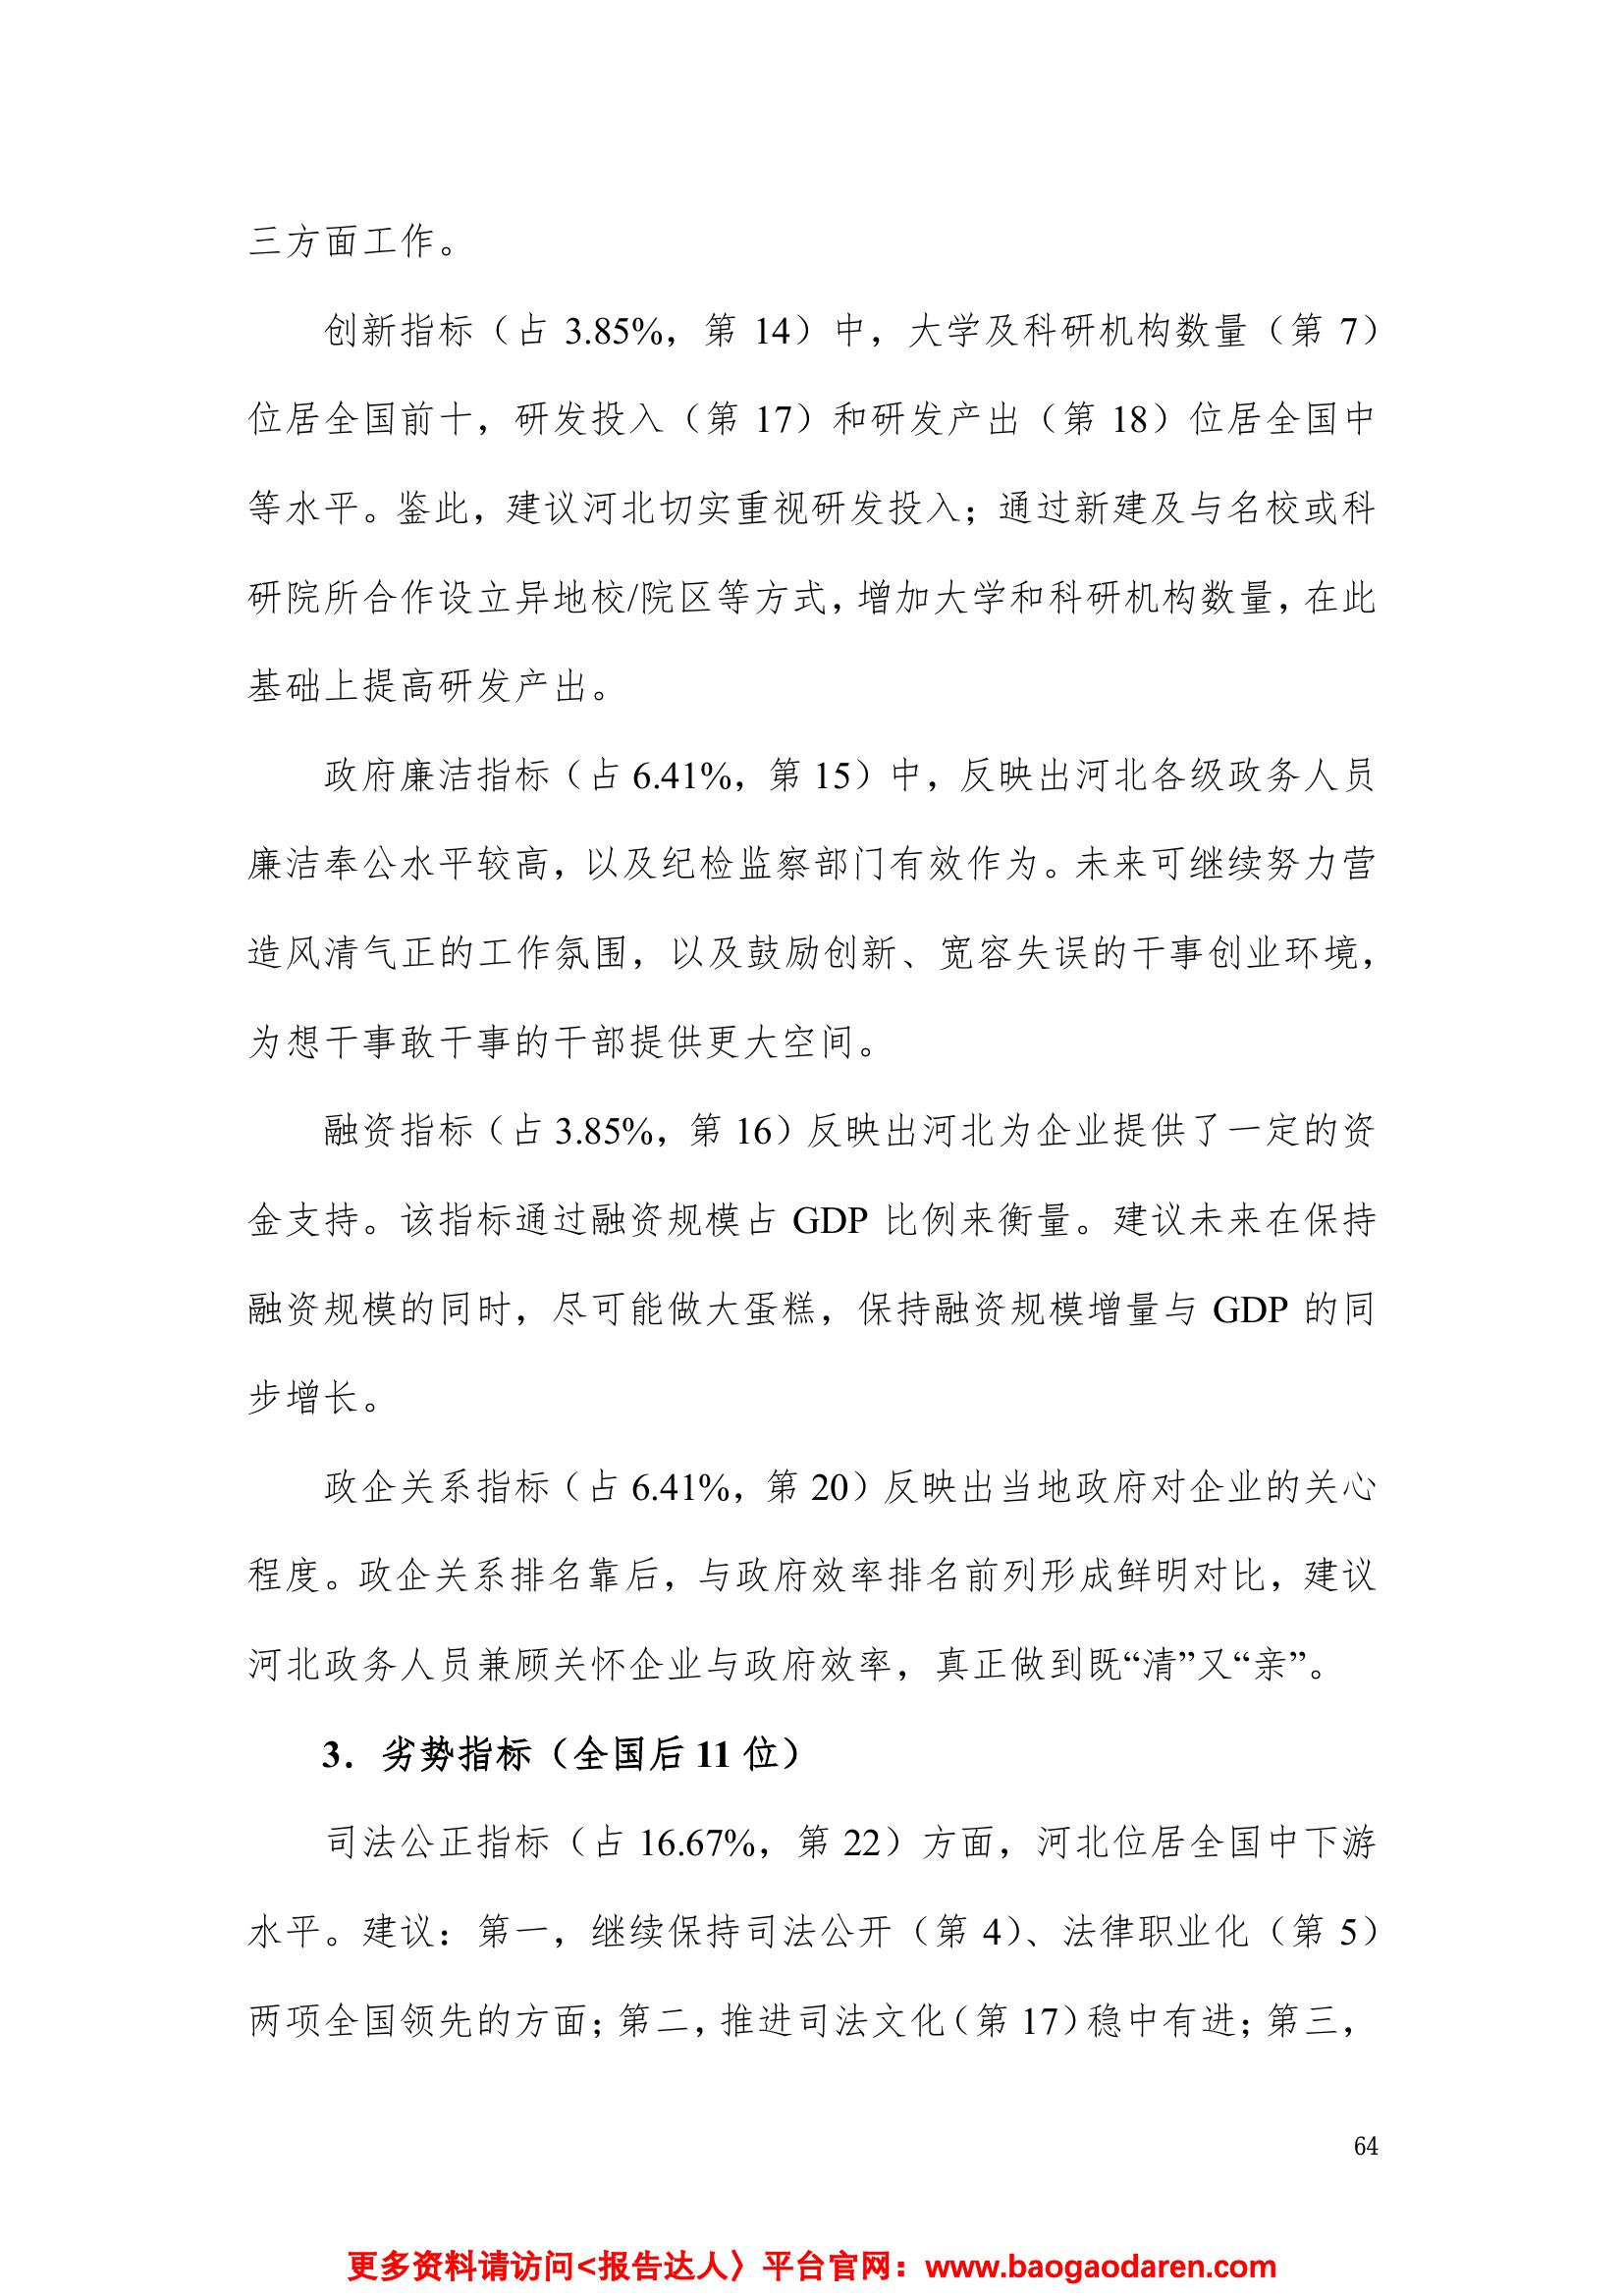 三方面工作。
创新指标（占 3.85%，第 14）中，大学及科研机构数量（第 7）
位居全国前十，研发投入（第 17）和研发产出（第 18）位居全国中
等水平。鉴此，建议河北切实重视研发投入；通过新建及与名校或科
研院所合作设立异地校/院区等方式，增加大学和科研机构数量，在此
基础上提高研发产出。
政府廉洁指标（占 6.41%，第 15）中，反映出河北各级政务人员
廉洁奉公水平较高，以及纪检监察部门有效作为。未来可继续努力营
造风清气正的工作氛围，以及鼓励创新、宽容失误的干事创业环境，
为想干事敢干事的干部提供更大空间。
融资指标（占 3.85%，第 16）反映出河北为企业提供了一定的资
金支持。该指标通过融资规模占 GDP 比例来衡量。建议未来在保持
融资规模的同时，尽可能做大蛋糕，保持融资规模增量与 GDP 的同
步增长。
政企关系指标（占 6.41%，第 20）反映出当地政府对企业的关心
程度。政企关系排名靠后，与政府效率排名前列形成鲜明对比，建议
河北政务人员兼顾关怀企业与政府效率，真正做到既“清”又“亲”。
3．劣势指标（全国后 11 位）
司法公正指标（占 16.67%，第 22）方面，河北位居全国中下游
水平。建议：第一，继续保持司法公开（第 4）、法律职业化（第 5）
两项全国领先的方面；第二，推进司法文化（第 17）稳中有进；第三，
64
更多资料请访问<报告达人〉平台官网：www.baogaodaren.com